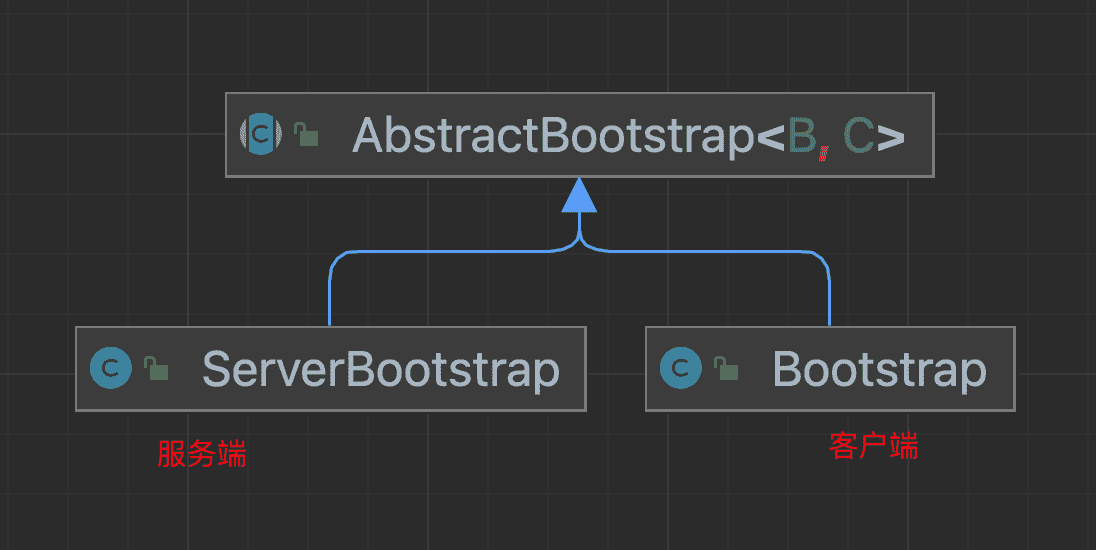 AbstractBootstrap<B, C>
ServerBootstrap
Bootstrap
服务端
客户端